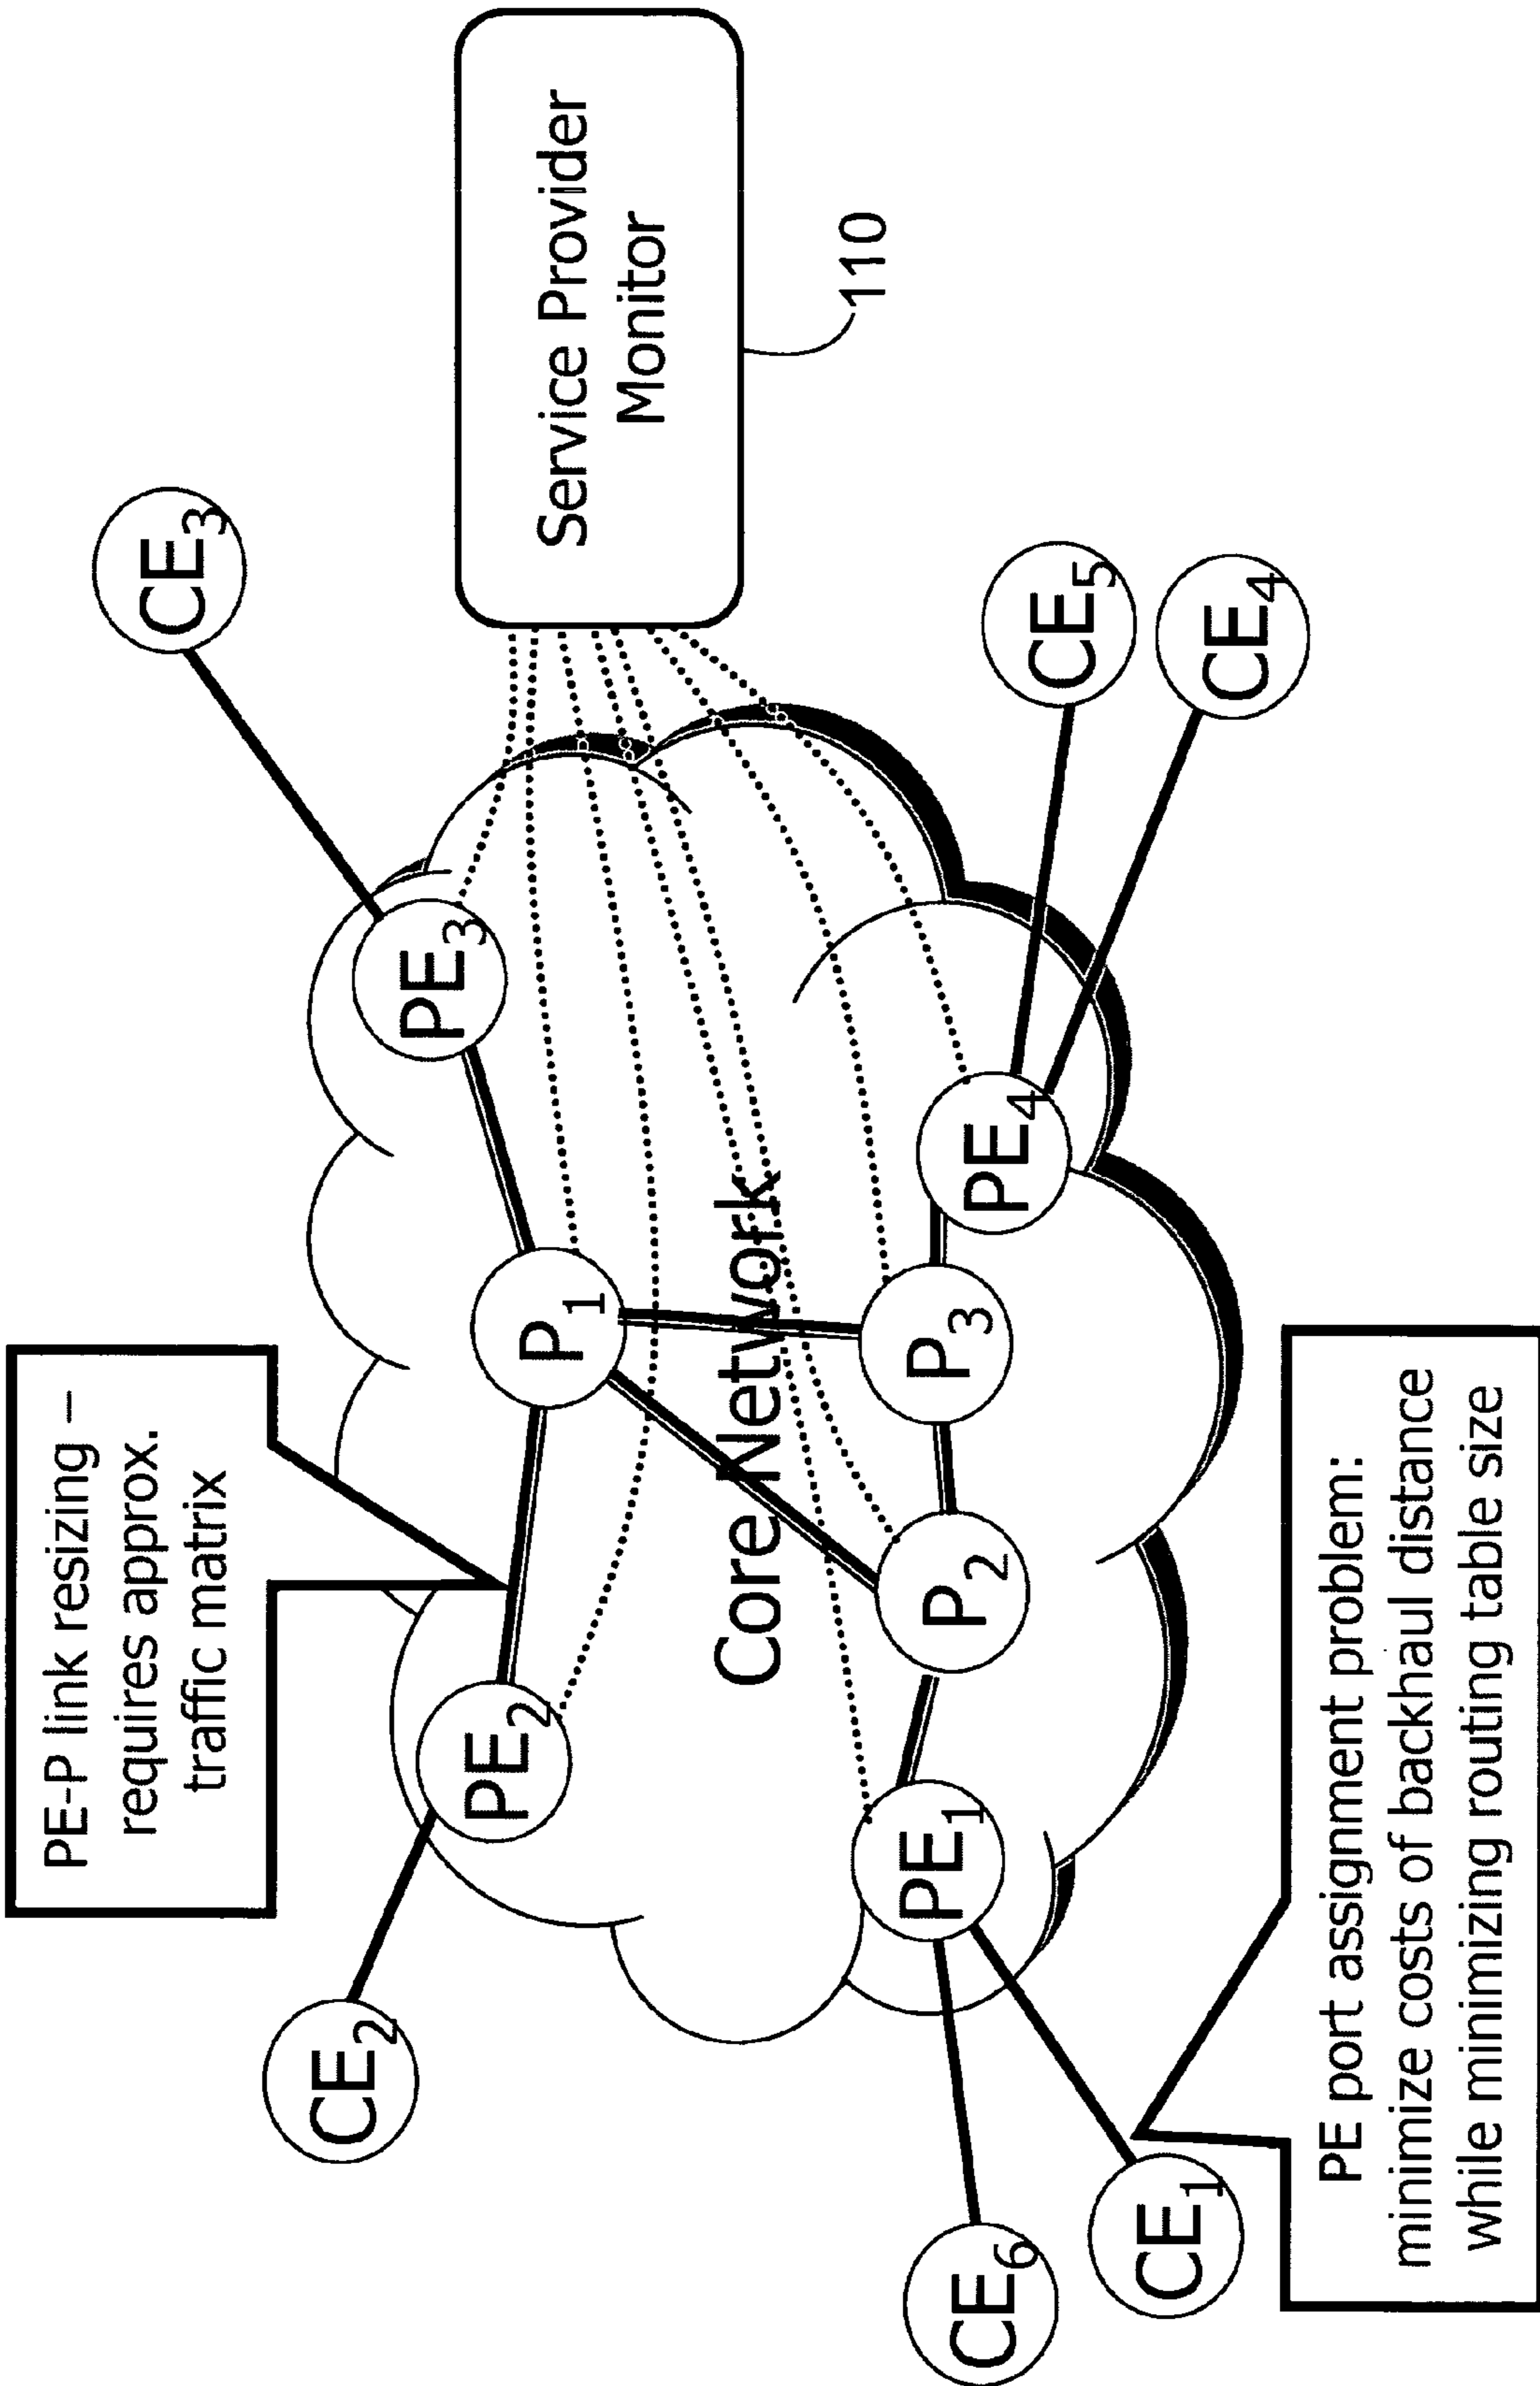 PE-P link resizing –
requires approx.
traffic matrix
CE2
PE2
P1
PE3
CE3
Service Provider
Monitor
110
Core Network
CE6
PE1
P2
P3
PE4
CE5
CE1
CE4
PE port assignment problem:
minimize costs of backhaul distance
while minimizing routing table size